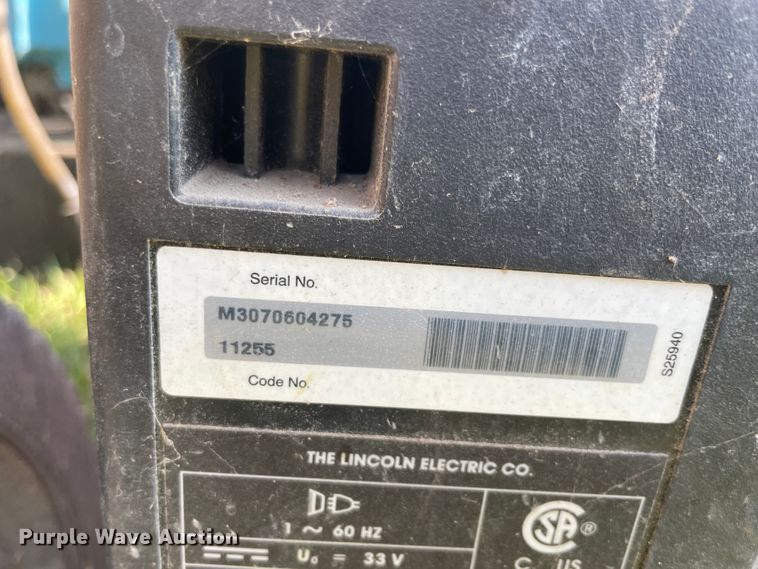 Serial No.
M3070604275
11255
Code No.
S25940
THE LINCOLN ELECTRIC CO.
1 ~ 60 HZ
U₀ = 33 V
CSA ®
C US
Purple Wave Auction